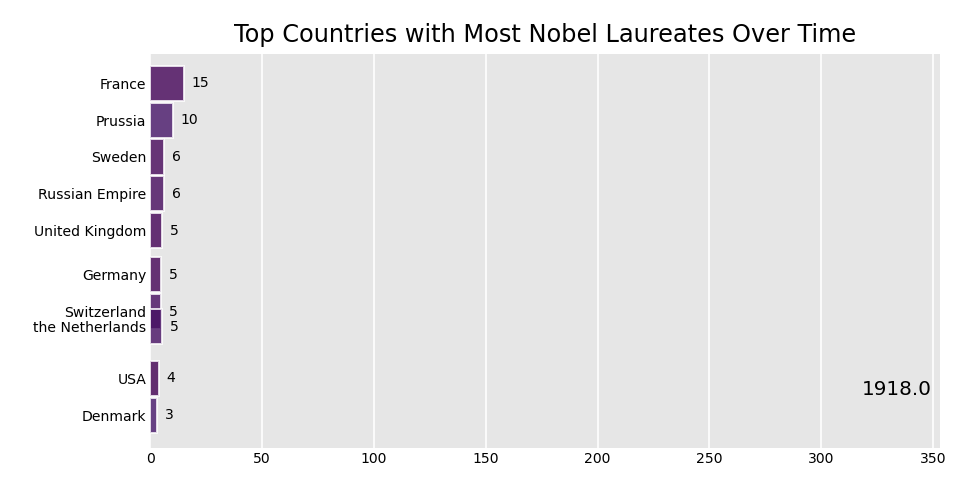 Top Countries with Most Nobel Laureates Over Time
France 15
Prussia 10
Sweden 6
Russian Empire 6
United Kingdom 5
Germany 5
Switzerland 5
the Netherlands 5
USA 4
1918.0
Denmark 3
0 50 100 150 200 250 300 350